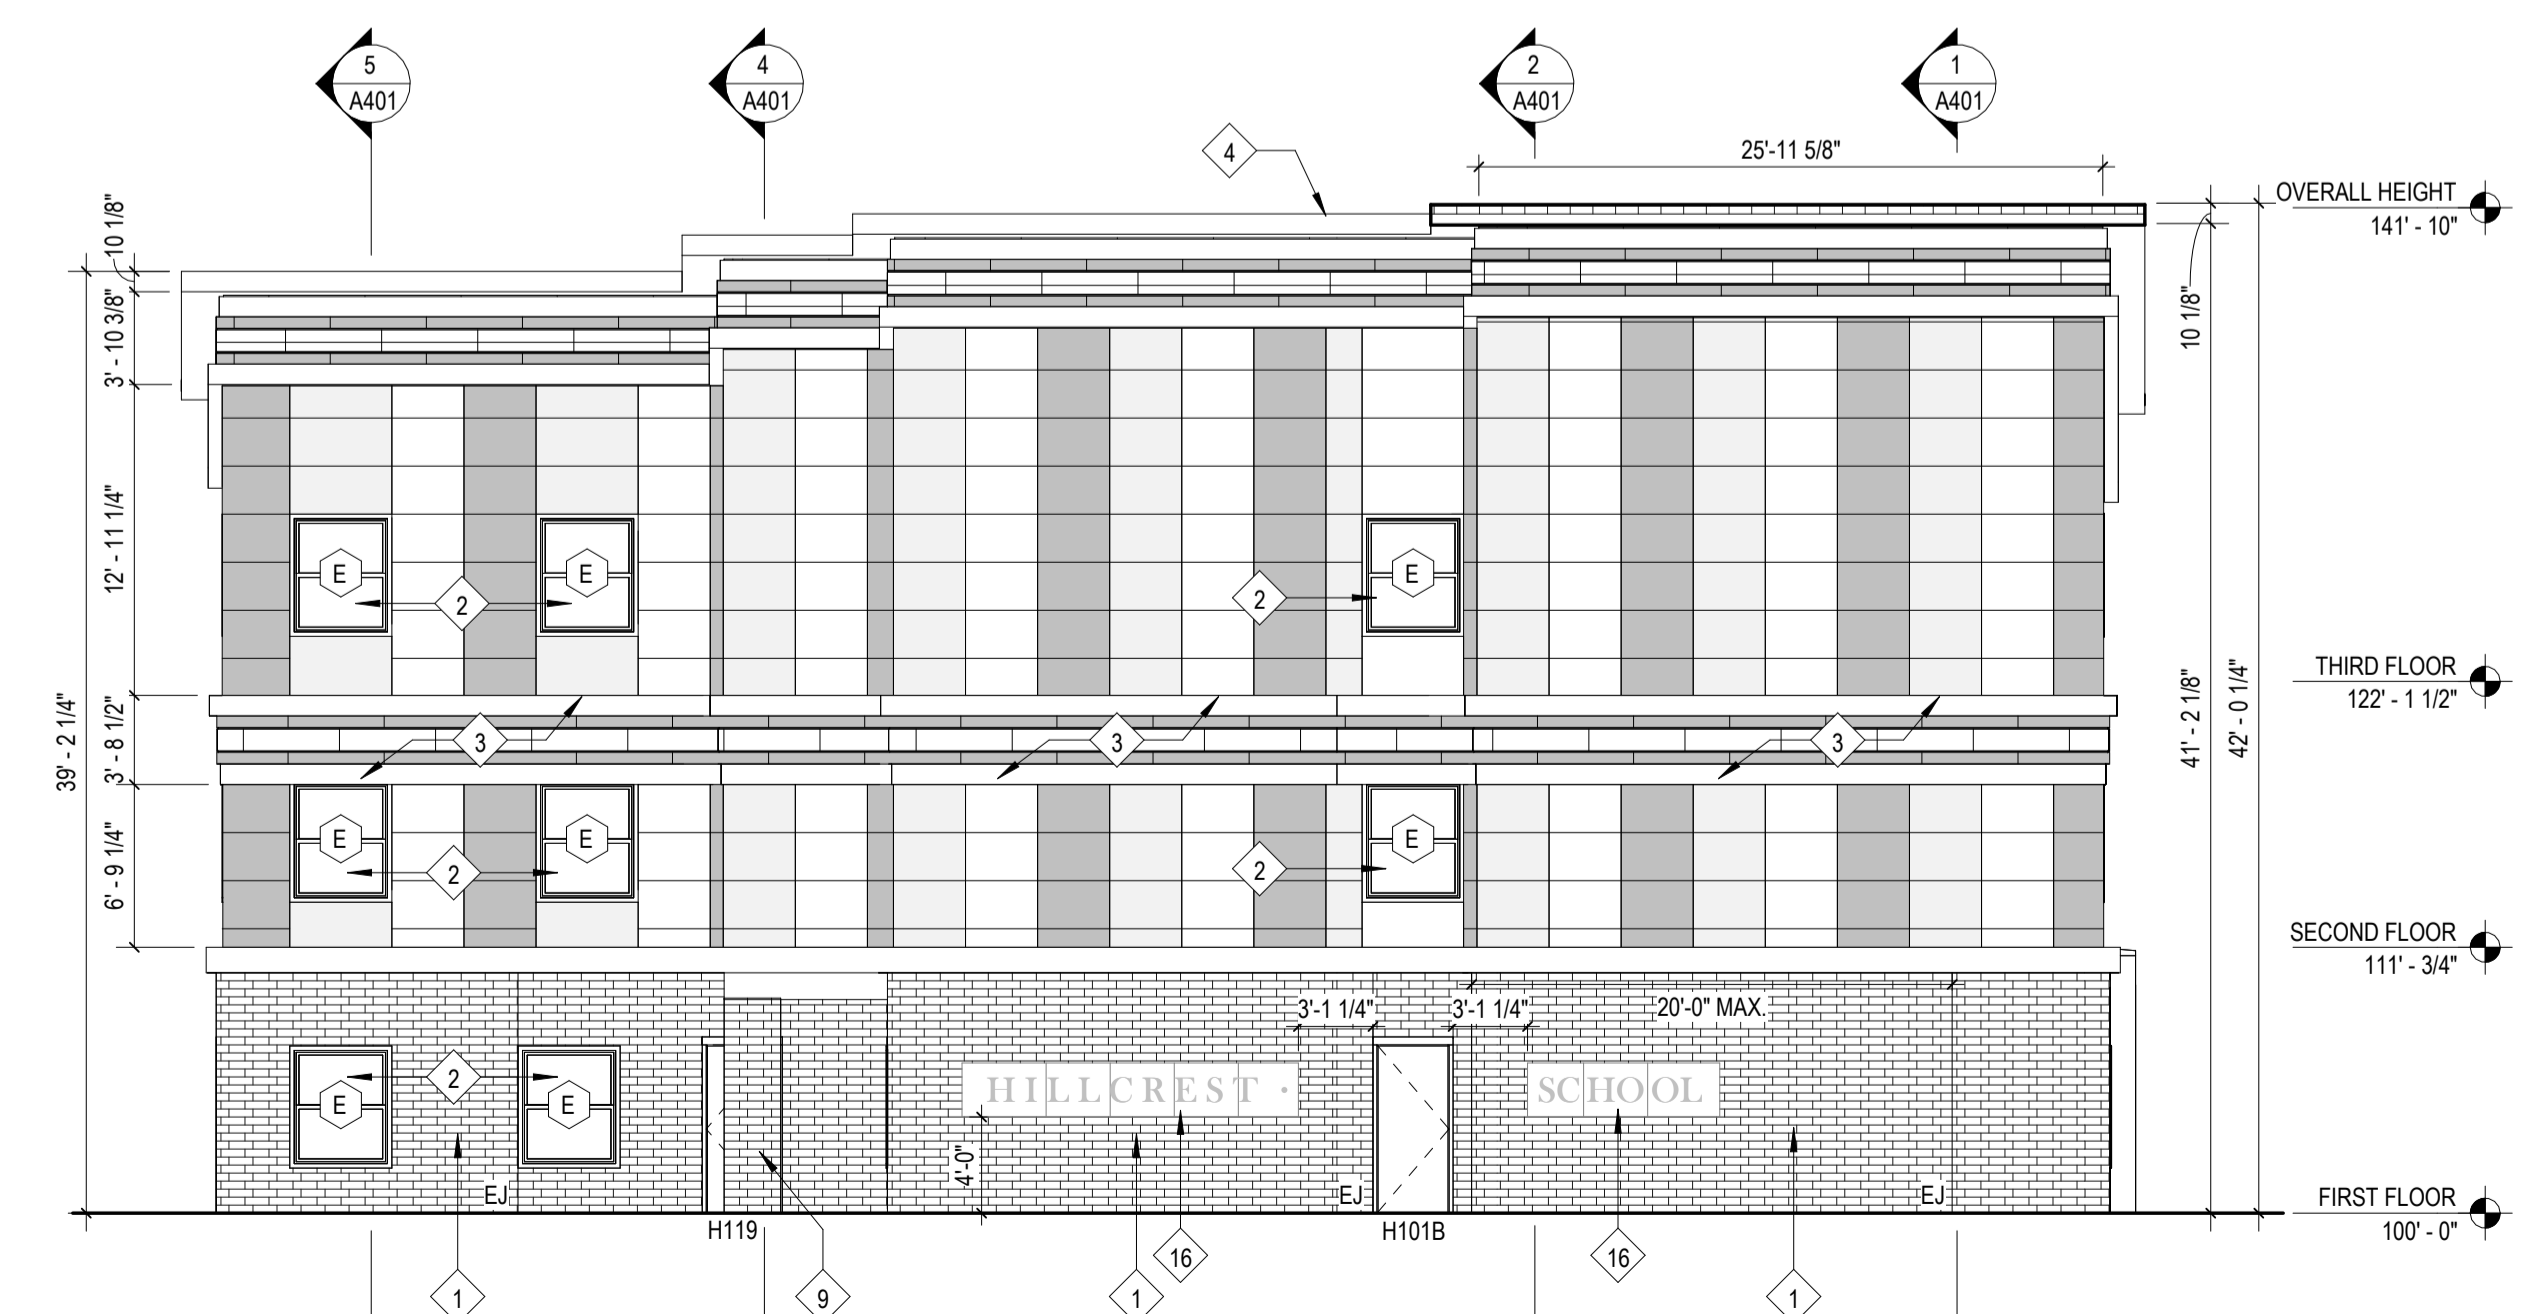 5
A401
4
A401
2
A401
1
A401
4
25'-11 5/8"
OVERALL HEIGHT
141' - 10"
10 1/8"
3' - 10 3/8"
12' - 11 1/4"
3' - 8 1/2"
6' - 9 1/4"
39' - 2 1/4"
10 1/8"
41' - 2 1/8"
42' - 0 1/4"
E
2
E
2
E
THIRD FLOOR
122' - 1 1/2"
3
3
3
E
2
E
2
E
SECOND FLOOR
111' - 3/4"
3'-1 1/4"
3'-1 1/4"
20'-0" MAX.
E
2
E
HILLCREST ·
SCHOOL
4'-0"
EJ
EJ
EJ
FIRST FLOOR
100' - 0"
H119
H101B
16
16
1
9
1
1